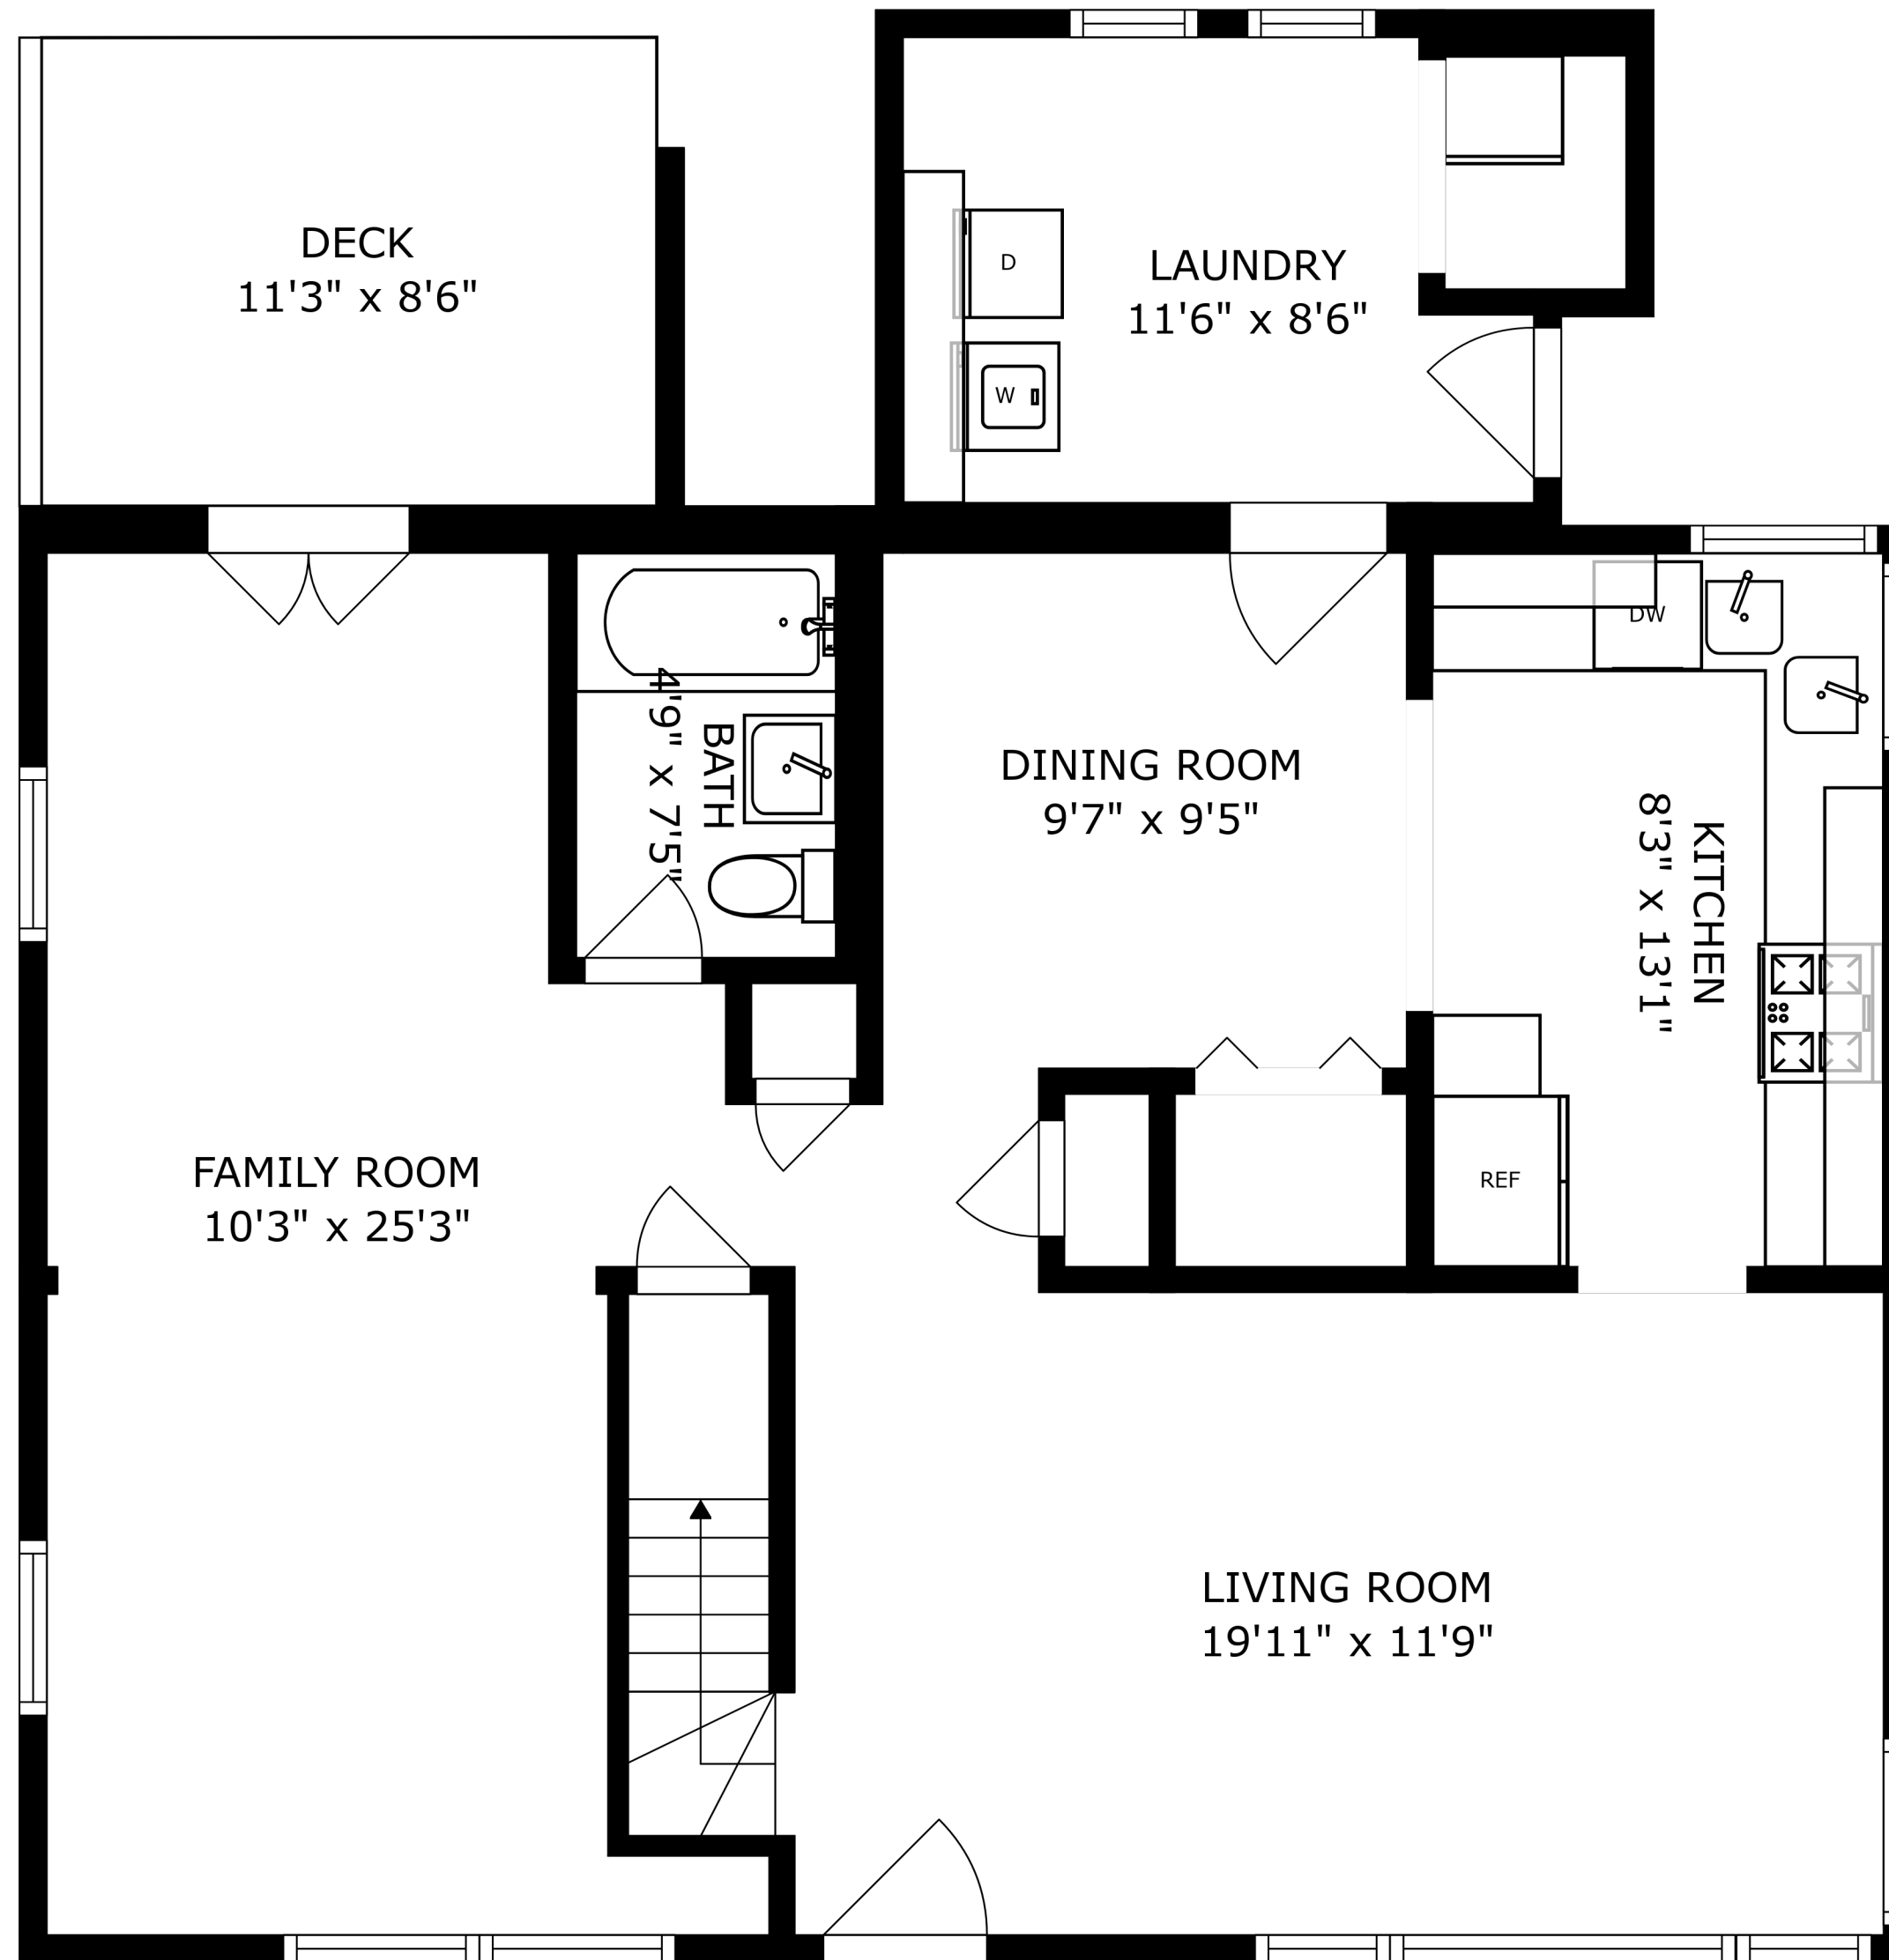 DECK
11'3" x 8'6"
LAUNDRY
11'6" x 8'6"
D
W
DW
BATH
4'9" x 7'5"
DINING ROOM
9'7" x 9'5"
KITCHEN
8'3" x 13'1"
REF
FAMILY ROOM
10'3" x 25'3"
LIVING ROOM
19'11" x 11'9"